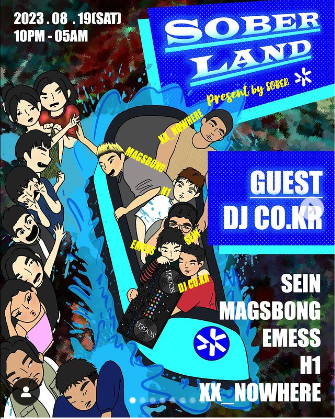 2023 . 08 . 19(SAT)
10PM - 05AM
SOBER
LAND
Present by SOBER
XX_NOWHERE
MAGSBONG
H1
SEIN
EMESS
DJ CO.KR
GUEST
DJ CO.KR
SEIN
MAGSBONG
EMESS
H1
XX_NOWHERE